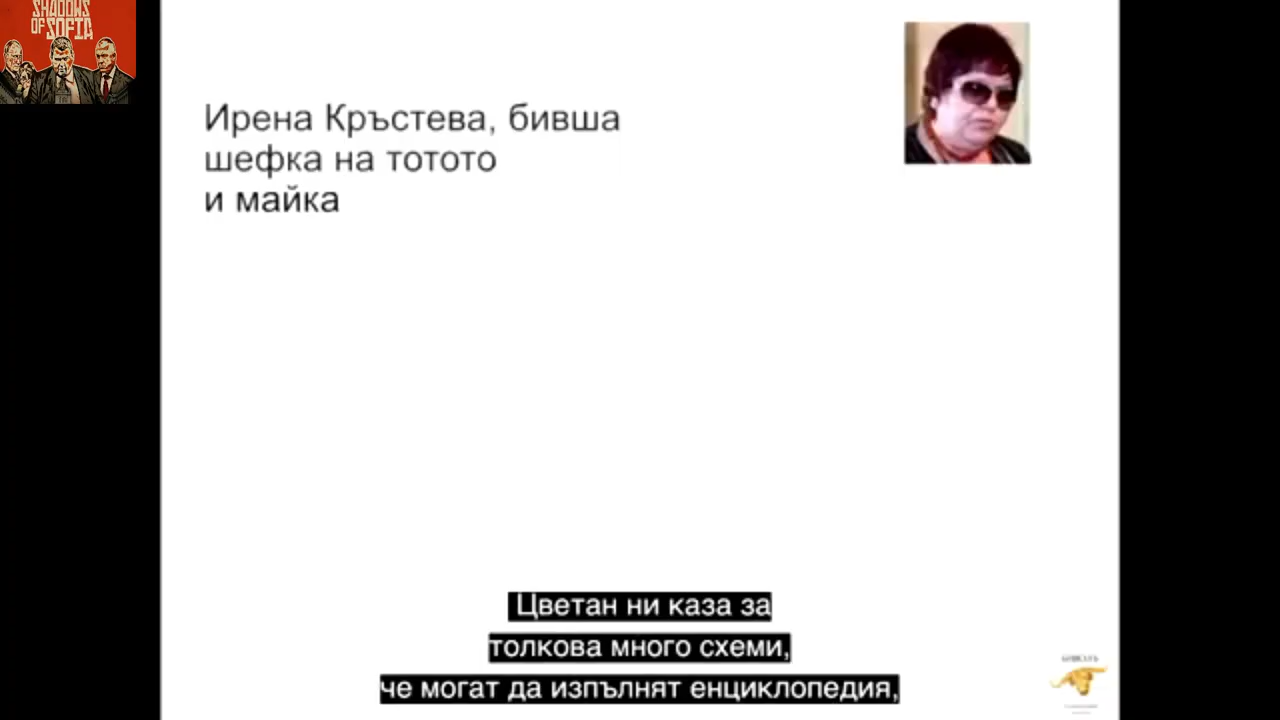 SHADOWS
OF SOFIA
Ирена Кръстева, бивша
шефка на тотото
и майка
Цветан ни каза за
толкова много схеми,
че могат да изпълнят енциклопедия,